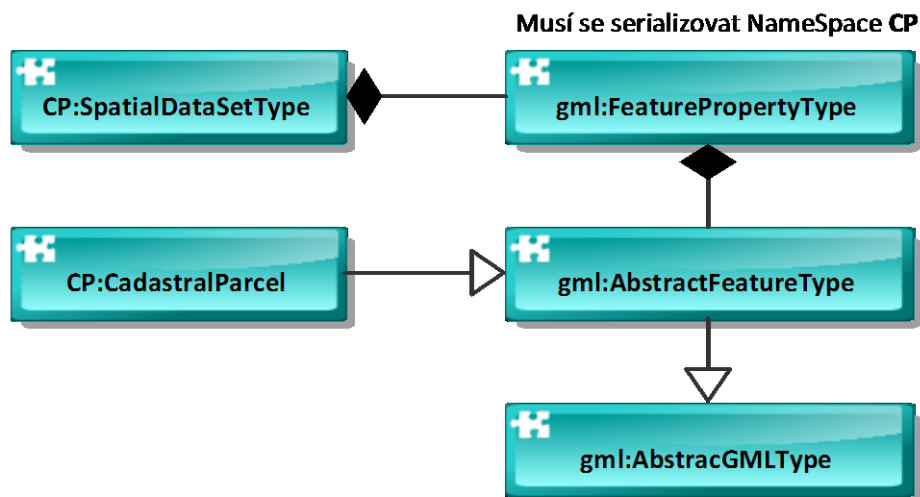 Musí se serializovat NameSpace CP
CP:SpatialDataSetType
gml:FeaturePropertyType
CP:CadastralParcel
gml:AbstractFeatureType
gml:AbstracGMLType